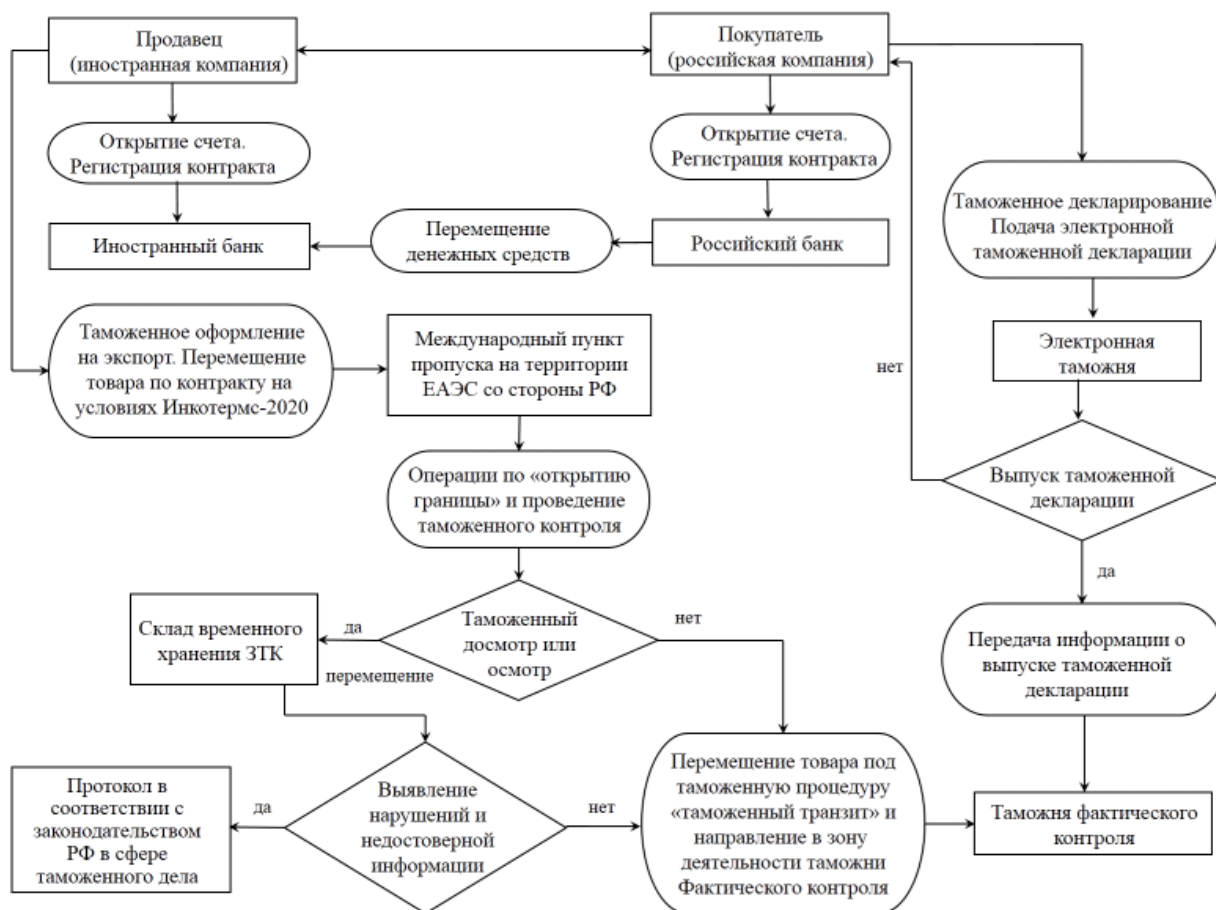 Продавец
(иностранная компания)
Покупатель
(российская компания)
Открытие счета.
Регистрация контракта
Открытие счета.
Регистрация контракта
Таможенное декларирование
Подача электронной
таможенной декларации
Иностранный банк
Перемещение
денежных средств
Российский банк
Таможенное оформление
на экспорт. Перемещение
товара по контракту на
условиях Инкотермс-2020
Международный пункт
пропуска на территории
ЕАЭС со стороны РФ
нет
Электронная
таможня
Операции по «открытию
границы» и проведение
таможенного контроля
Выпуск таможенной
декларации
да
Склад временного
хранения ЗТК
да
Таможенный
досмотр или
осмотр
нет
перемещение
Передача информации о
выпуске таможенной
декларации
Протокол в
соответствии с
законодательством
РФ в сфере
таможенного дела
да
Выявление
нарушений и
недостоверной
информации
нет
Перемещение товара под
таможенную процедуру
«таможенный транзит» и
направление в зону
деятельности таможни
Фактического контроля
Таможня фактического
контроля